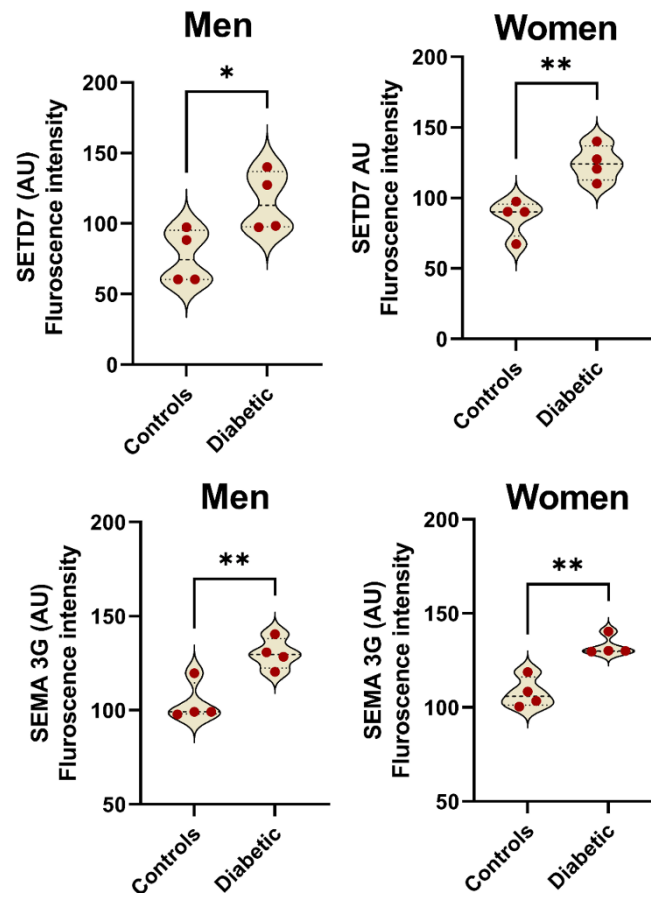 Men
*
SETD7 (AU)
Fluroscence intensity
200
150
100
50
0
Controls
Diabetic
Women
**
SETD7 AU
Fluroscence intensity
200
150
100
50
0
Controls
Diabetic
Men
**
SEMA 3G (AU)
Fluroscence intensity
200
150
100
50
Controls
Diabetic
Women
**
SEMA 3G (AU)
Fluroscence intensity
200
150
100
50
Controls
Diabetic